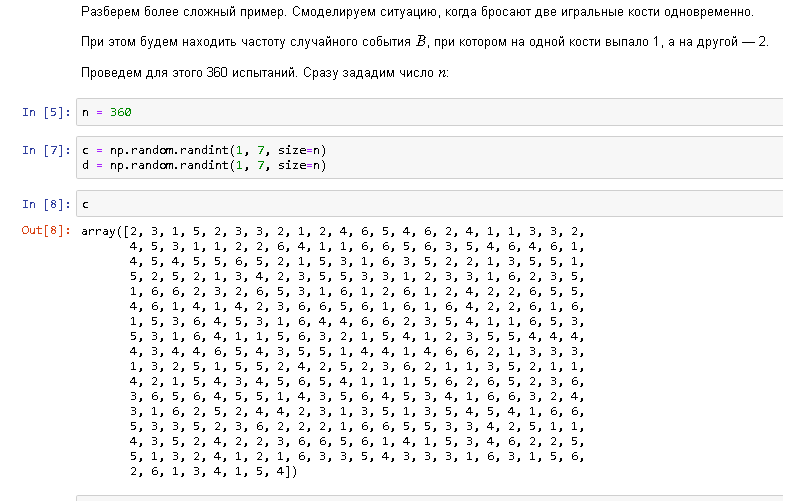 Разберем более сложный пример. Смоделируем ситуацию, когда бросают две игральные кости одновременно.
При этом будем находить частоту случайного события B, при котором на одной кости выпало 1, а на другой — 2.
Проведем для этого 360 испытаний. Сразу зададим число n:
In [5]: n = 360
In [7]: c = np.random.randint(1, 7, size=n)
d = np.random.randint(1, 7, size=n)
In [8]: c
Out[8]: array([2, 3, 1, 5, 2, 3, 3, 2, 1, 2, 4, 6, 5, 4, 6, 2, 4, 1, 1, 3, 3, 2,
4, 5, 3, 1, 1, 2, 2, 6, 4, 1, 1, 6, 6, 5, 6, 3, 5, 4, 6, 4, 6, 1,
4, 5, 4, 5, 5, 6, 5, 2, 1, 5, 3, 1, 6, 3, 5, 2, 2, 1, 3, 5, 5, 1,
5, 2, 5, 2, 1, 3, 4, 2, 3, 5, 5, 3, 3, 1, 2, 3, 3, 1, 6, 2, 3, 5,
1, 6, 6, 2, 3, 2, 6, 5, 3, 1, 6, 1, 2, 6, 1, 2, 4, 2, 2, 6, 5, 5,
4, 6, 1, 4, 1, 4, 2, 3, 6, 6, 5, 6, 1, 6, 1, 6, 4, 2, 2, 6, 1, 6,
1, 5, 3, 6, 4, 5, 3, 1, 6, 4, 4, 6, 6, 2, 3, 5, 4, 1, 1, 6, 5, 3,
5, 3, 1, 6, 4, 1, 1, 5, 6, 3, 2, 1, 5, 4, 1, 2, 3, 5, 5, 4, 4, 4,
4, 3, 4, 4, 6, 5, 4, 3, 5, 5, 1, 4, 4, 1, 4, 6, 6, 2, 1, 3, 3, 3,
1, 3, 2, 5, 1, 5, 5, 2, 4, 2, 5, 2, 3, 6, 2, 1, 1, 3, 5, 2, 1, 1,
4, 2, 1, 5, 4, 3, 4, 5, 6, 5, 4, 1, 1, 1, 5, 6, 2, 6, 5, 2, 3, 6,
3, 6, 5, 6, 4, 5, 5, 1, 4, 3, 5, 6, 4, 5, 3, 4, 1, 6, 6, 3, 2, 4,
3, 1, 6, 2, 5, 2, 4, 4, 2, 3, 1, 3, 5, 1, 3, 5, 4, 5, 4, 1, 6, 6,
5, 3, 3, 5, 2, 3, 6, 2, 2, 2, 1, 6, 6, 5, 5, 3, 3, 4, 2, 5, 1, 1,
4, 3, 5, 2, 4, 2, 2, 3, 6, 6, 5, 6, 1, 4, 1, 5, 3, 4, 6, 2, 2, 5,
5, 1, 3, 2, 4, 1, 2, 1, 6, 3, 3, 5, 4, 3, 3, 3, 1, 6, 3, 1, 5, 6,
2, 6, 1, 3, 4, 1, 5, 4])